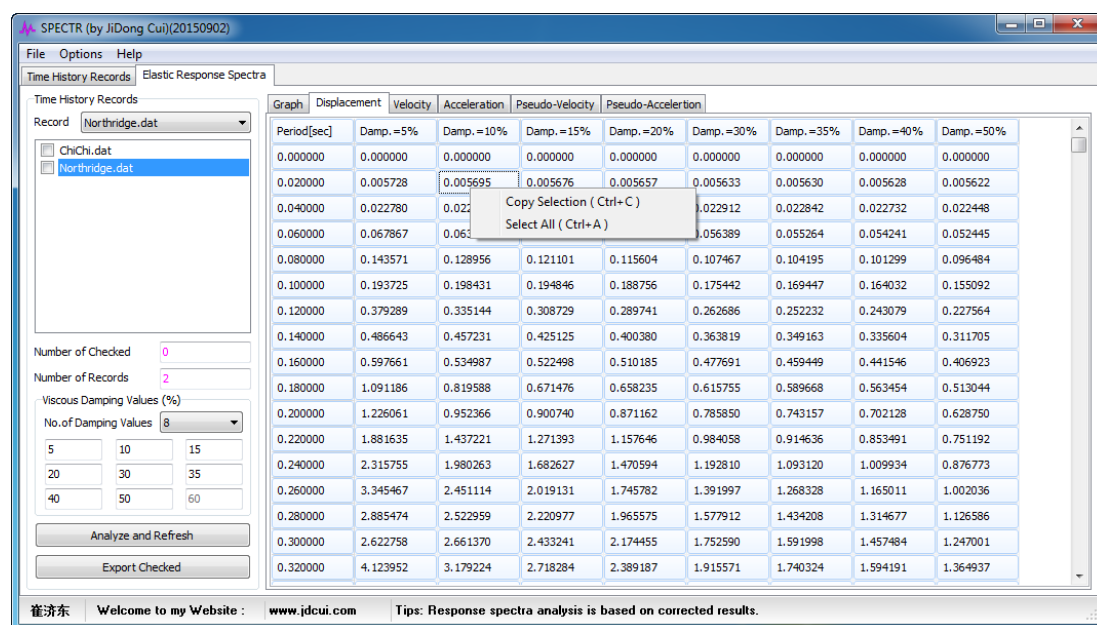 SPECTR (by JiDong Cui)(20150902)
File Options Help
Time History Records Elastic Response Spectra
Time History Records
Record Northridge.dat
ChiChi.dat
Northridge.dat
Number of Checked 0
Number of Records 2
Viscous Damping Values (%)
No.of Damping Values 8
5 10 15
20 30 35
40 50 60
Analyze and Refresh
Export Checked
Graph Displacement Velocity Acceleration Pseudo-Velocity Pseudo-Accelertion
Period[sec] Damp.=5% Damp.=10% Damp.=15% Damp.=20% Damp.=30% Damp.=35% Damp.=40% Damp.=50%
0.000000 0.000000 0.000000 0.000000 0.000000 0.000000 0.000000 0.000000 0.000000
0.020000 0.005728 0.005695 0.005676 0.005657 0.005633 0.005630 0.005628 0.005622
Copy Selection ( Ctrl+C )
Select All ( Ctrl+A )
0.040000 0.022780 0.022842 0.022732 0.022448
0.060000 0.067867 0.055264 0.054241 0.052445
0.080000 0.143571 0.128956 0.121101 0.115604 0.107467 0.104195 0.101299 0.096484
0.100000 0.193725 0.198431 0.194846 0.188756 0.175442 0.169447 0.164032 0.155092
0.120000 0.379289 0.335144 0.308729 0.289741 0.262686 0.252232 0.243079 0.227564
0.140000 0.486643 0.457231 0.425125 0.400380 0.363819 0.349163 0.335604 0.311705
0.160000 0.597661 0.534987 0.522498 0.510185 0.477691 0.459449 0.441546 0.406923
0.180000 1.091186 0.819588 0.671476 0.658235 0.615755 0.589668 0.563454 0.513044
0.200000 1.226061 0.952366 0.900740 0.871162 0.785850 0.743157 0.702128 0.628750
0.220000 1.881635 1.437221 1.271393 1.157646 0.984058 0.914636 0.853491 0.751192
0.240000 2.315755 1.980263 1.682627 1.470594 1.192810 1.093120 1.009934 0.876773
0.260000 3.345467 2.451114 2.019131 1.745782 1.391997 1.268328 1.165011 1.002036
0.280000 2.885474 2.522959 2.220977 1.965575 1.577912 1.434208 1.314677 1.126586
0.300000 2.622758 2.661370 2.433241 2.174455 1.752590 1.591998 1.457484 1.247001
0.320000 4.123952 3.179224 2.718284 2.389187 1.915571 1.740324 1.594191 1.364937
崔济东 Welcome to my Website : www.jdcui.com Tips: Response spectra analysis is based on corrected results.